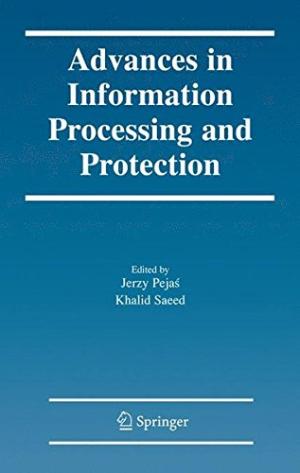 Advances in
Information
Processing and
Protection
Edited by
Jerzy Pejaś
Khalid Saeed
Springer